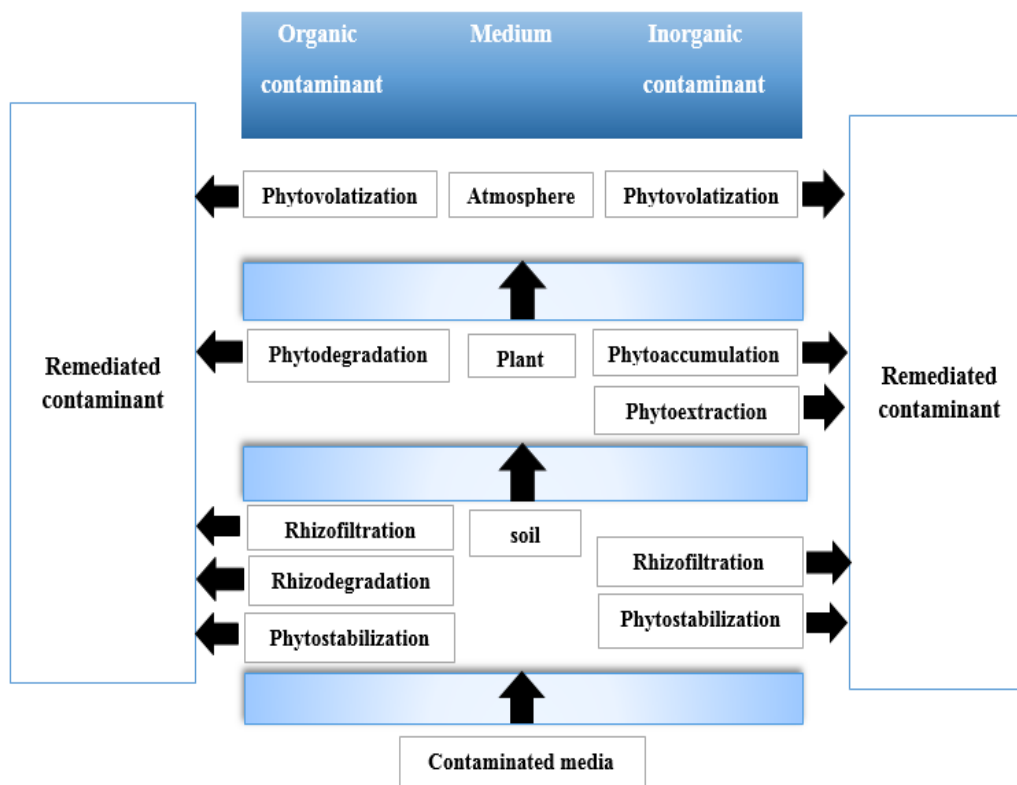 Organic Medium Inorganic
contaminant contaminant
Phytovolatization Atmosphere Phytovolatization
Phytodegradation Plant Phytoaccumulation
Remediated
contaminant
Remediated
contaminant
Phytoextraction
Rhizofiltration soil
Rhizofiltration
Rhizodegradation
Phytostabilization
Phytostabilization
Contaminated media